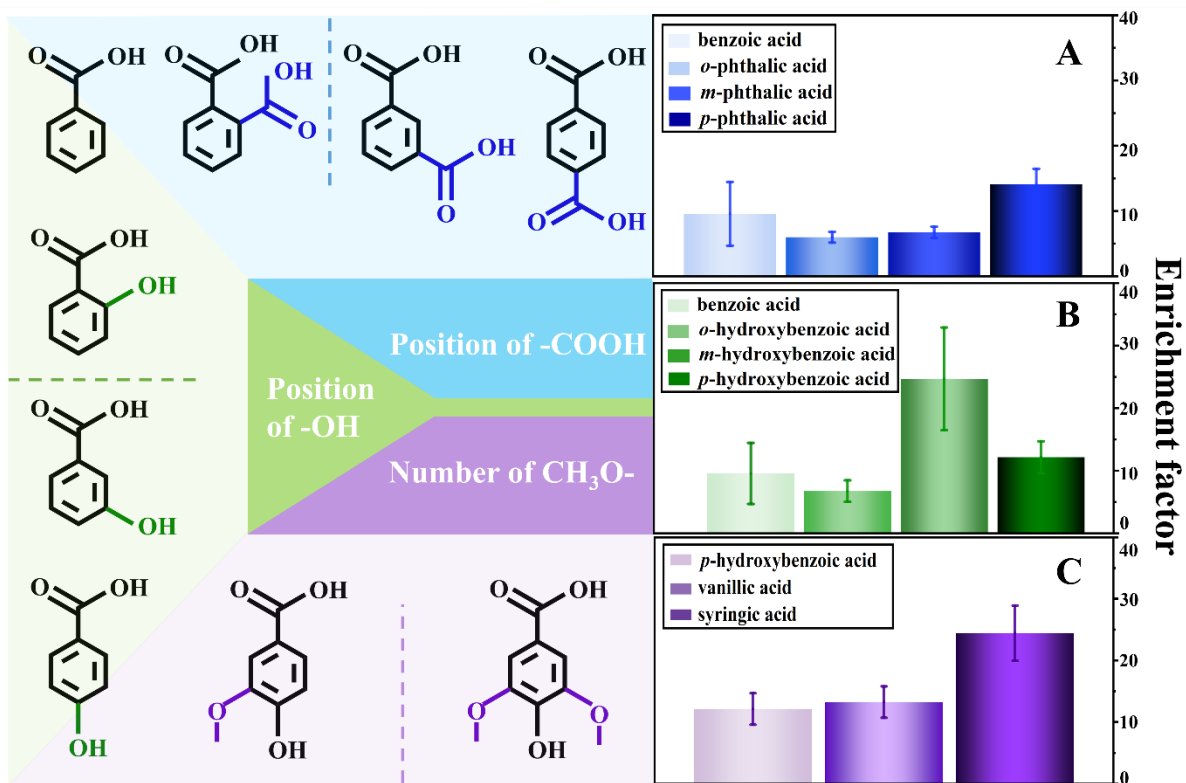 O
OH
O
OH
OH
O
O
OH
OH
O
O
OH
O
OH
O
OH
OH
O
OH
OH
O
OH
OH
O
OH
O
OH
O
OH
O
O
OH
Position of -COOH
Position
of -OH
Number of CH₃O-
benzoic acid
o-phthalic acid
m-phthalic acid
p-phthalic acid
A
40
30
20
10
0
benzoic acid
o-hydroxybenzoic acid
m-hydroxybenzoic acid
p-hydroxybenzoic acid
B
40
30
20
10
0
p-hydroxybenzoic acid
vanillic acid
syringic acid
C
40
30
20
10
0
Enrichment factor